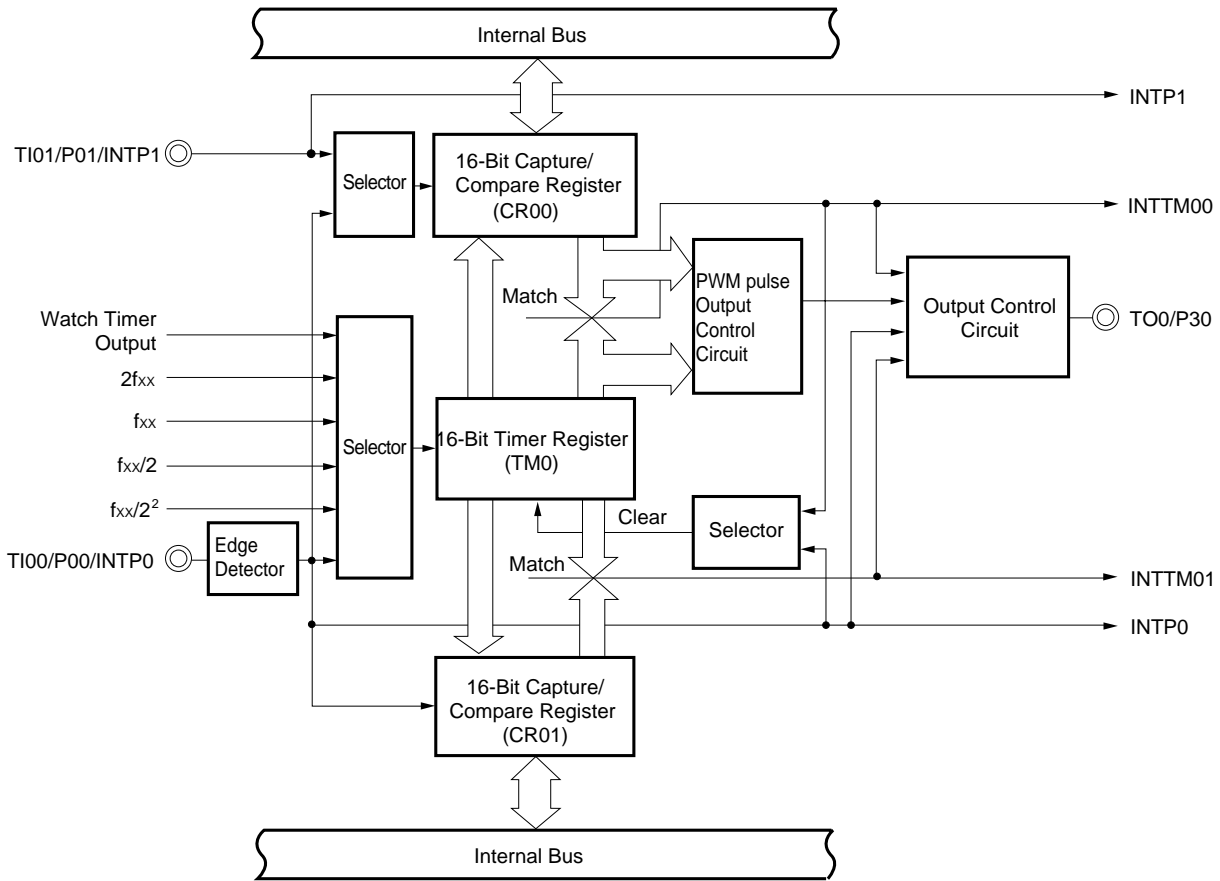 Internal Bus
INTP1
TI01/P01/INTP1
Selector
16-Bit Capture/
Compare Register
(CR00)
INTTM00
Match
PWM pulse
Output
Control
Circuit
Output Control
Circuit
TO0/P30
Watch Timer
Output
2fxx
fxx
fxx/2
fxx/2²
Selector
16-Bit Timer Register
(TM0)
Clear
Selector
TI00/P00/INTP0
Edge
Detector
Match
INTTM01
INTP0
16-Bit Capture/
Compare Register
(CR01)
Internal Bus